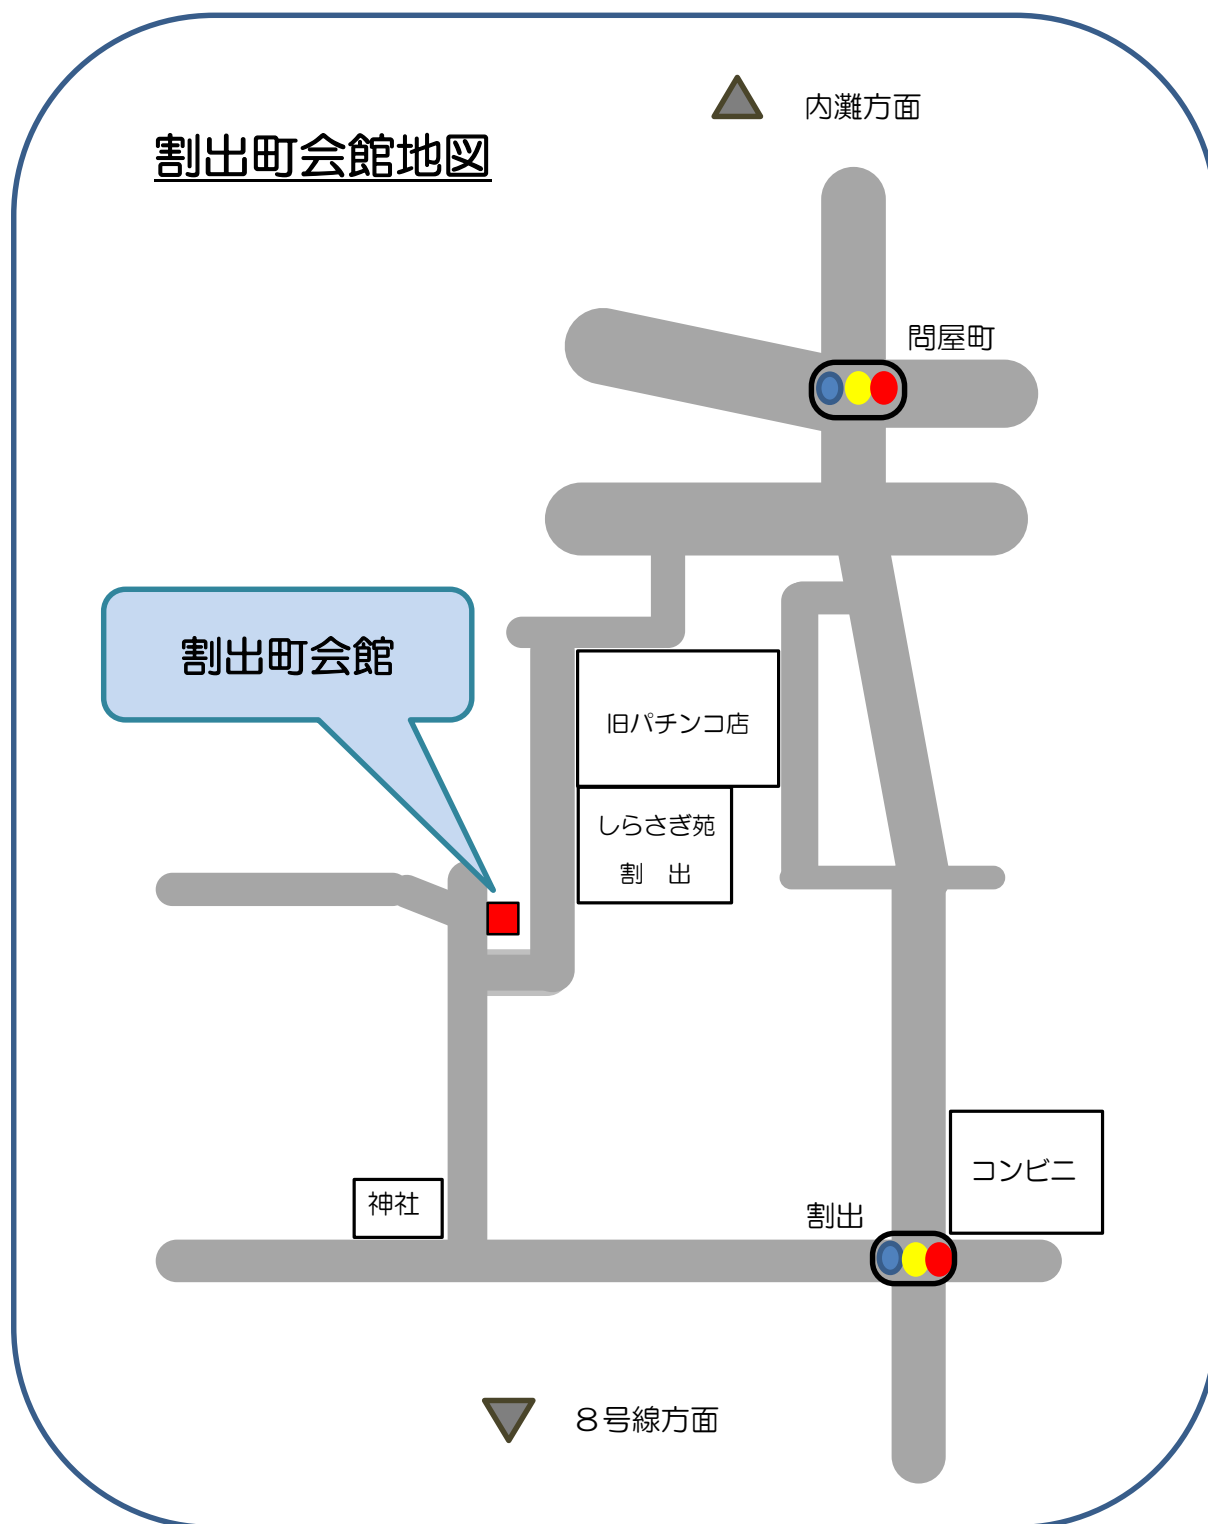 内灘方面
割出町会館地図
問屋町
割出町会館
旧パチンコ店
しらさぎ苑
割　出
コンビニ
神社
割出
８号線方面